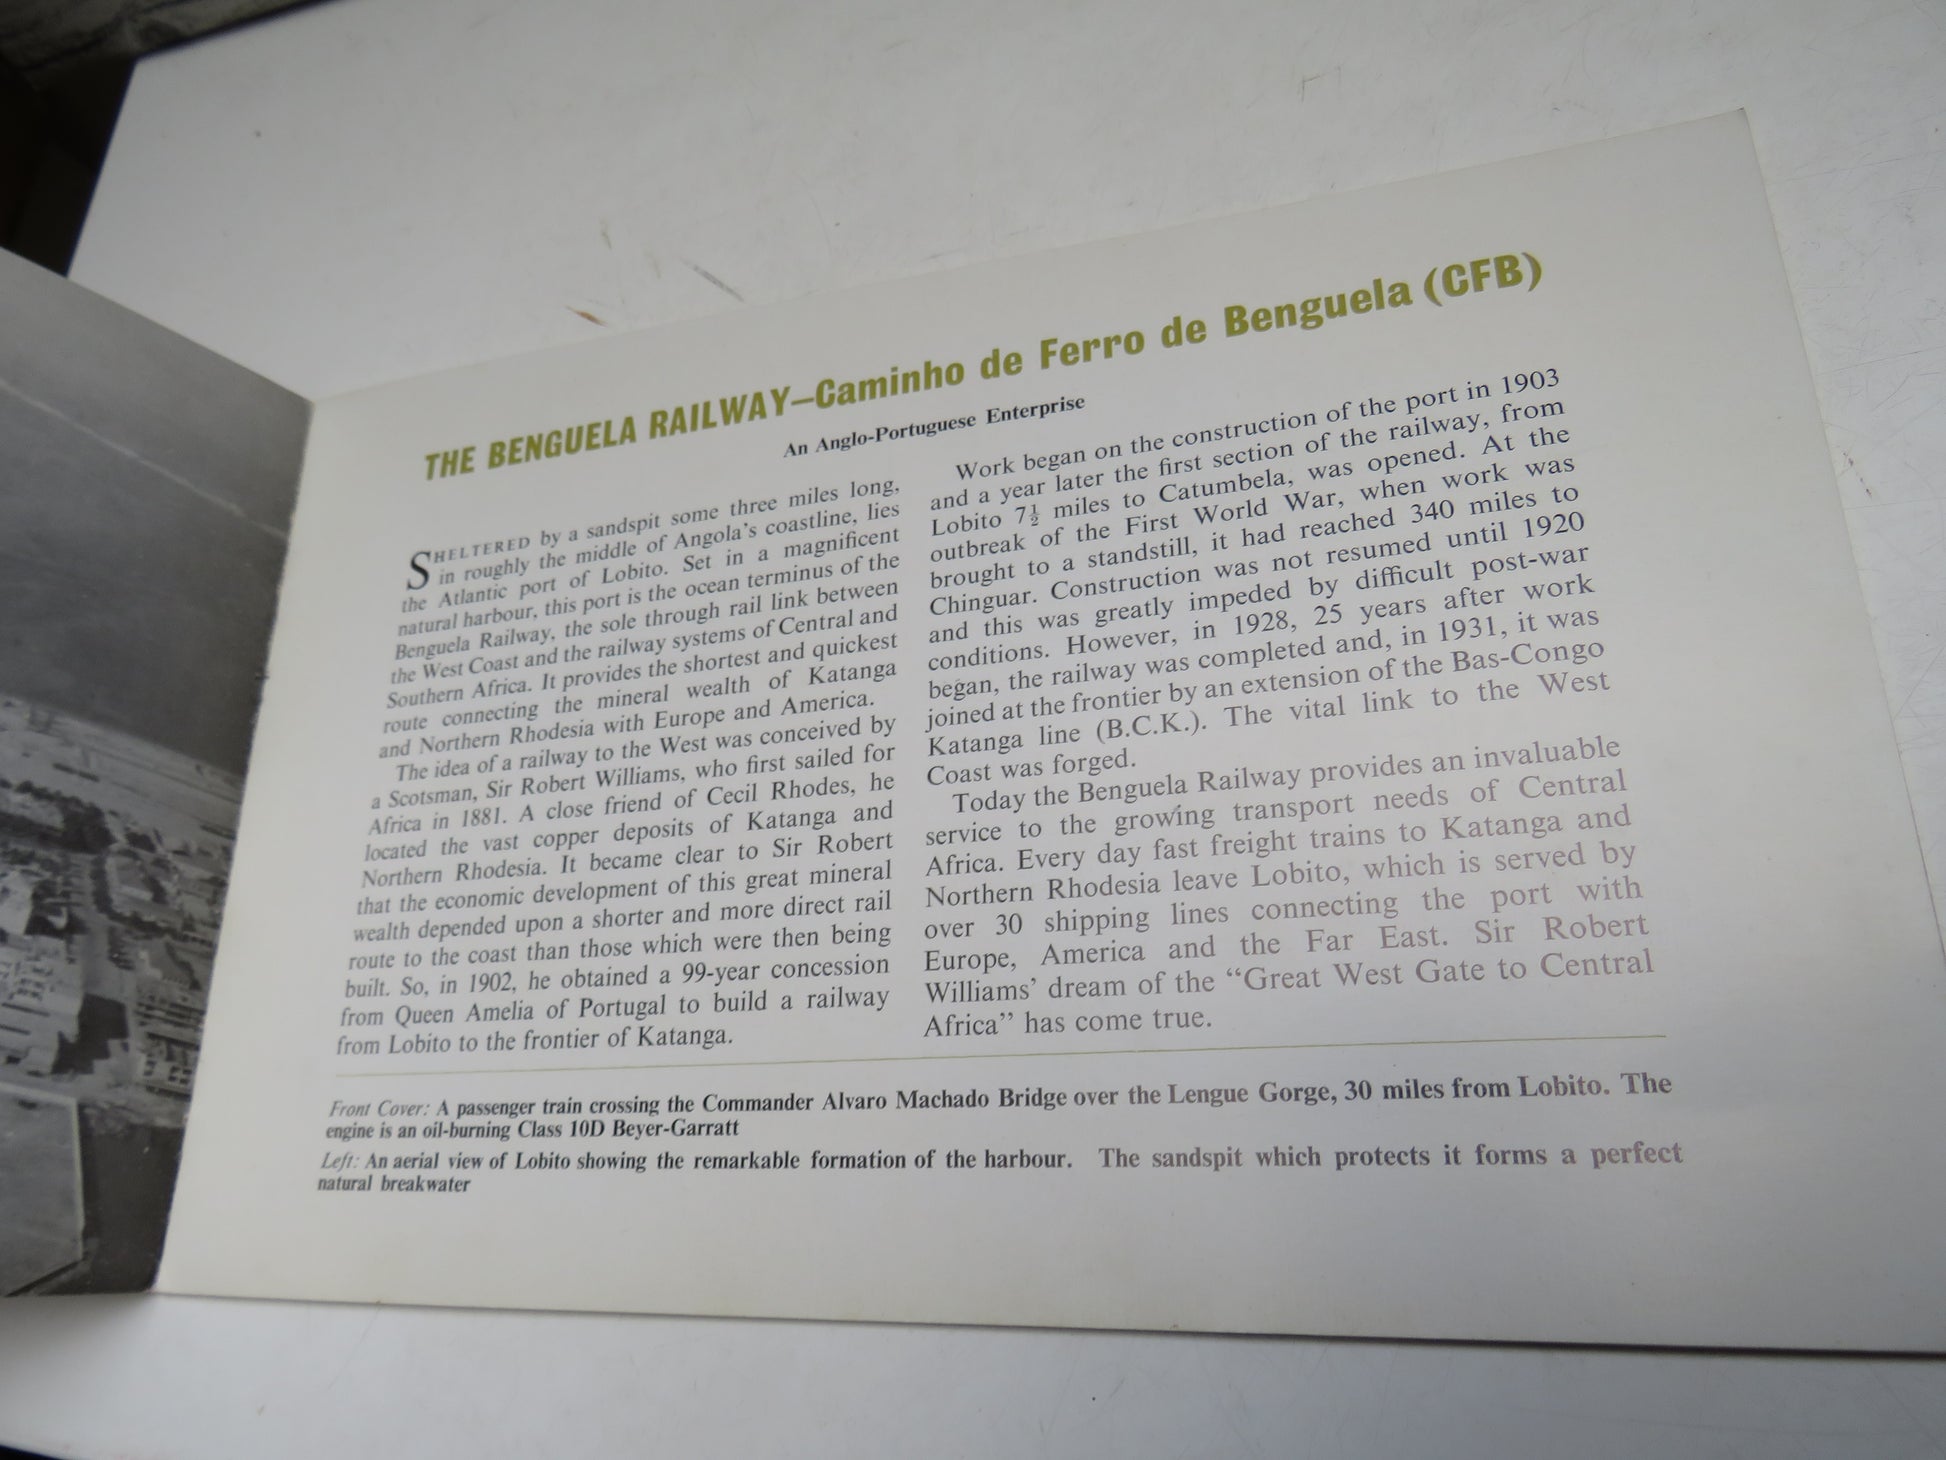 THE BENGUELA RAILWAY—Caminho de Ferro de Benguela (CFB)
An Anglo-Portuguese Enterprise
SHELTERED by a sandspit some three miles long,
in roughly the middle of Angola's coastline, lies
the Atlantic port of Lobito. Set in a magnificent
natural harbour, this port is the ocean terminus of the
Benguela Railway, the sole through rail link between
the West Coast and the railway systems of Central and
Southern Africa. It provides the shortest and quickest
route connecting the mineral wealth of Katanga
and Northern Rhodesia with Europe and America.
The idea of a railway to the West was conceived by
a Scotsman, Sir Robert Williams, who first sailed for
Africa in 1881. A close friend of Cecil Rhodes, he
located the vast copper deposits of Katanga and
Northern Rhodesia. It became clear to Sir Robert
that the economic development of this great mineral
wealth depended upon a shorter and more direct rail
route to the coast than those which were then being
built. So, in 1902, he obtained a 99-year concession
from Queen Amelia of Portugal to build a railway
from Lobito to the frontier of Katanga.
Work began on the construction of the port in 1903
and a year later the first section of the railway, from
Lobito 7½ miles to Catumbela, was opened. At the
outbreak of the First World War, when work was
brought to a standstill, it had reached 340 miles to
Chinguar. Construction was not resumed until 1920
and this was greatly impeded by difficult post-war
conditions. However, in 1928, 25 years after work
began, the railway was completed and, in 1931, it was
joined at the frontier by an extension of the Bas-Congo
Katanga line (B.C.K.). The vital link to the West
Coast was forged.
Today the Benguela Railway provides an invaluable
service to the growing transport needs of Central
Africa. Every day fast freight trains to Katanga and
Northern Rhodesia leave Lobito, which is served by
over 30 shipping lines connecting the port with
Europe, America and the Far East. Sir Robert
Williams' dream of the "Great West Gate to Central
Africa" has come true.
Front Cover: A passenger train crossing the Commander Alvaro Machado Bridge over the Lengue Gorge, 30 miles from Lobito. The
engine is an oil-burning Class 10D Beyer-Garratt
Left: An aerial view of Lobito showing the remarkable formation of the harbour. The sandspit which protects it forms a perfect
natural breakwater